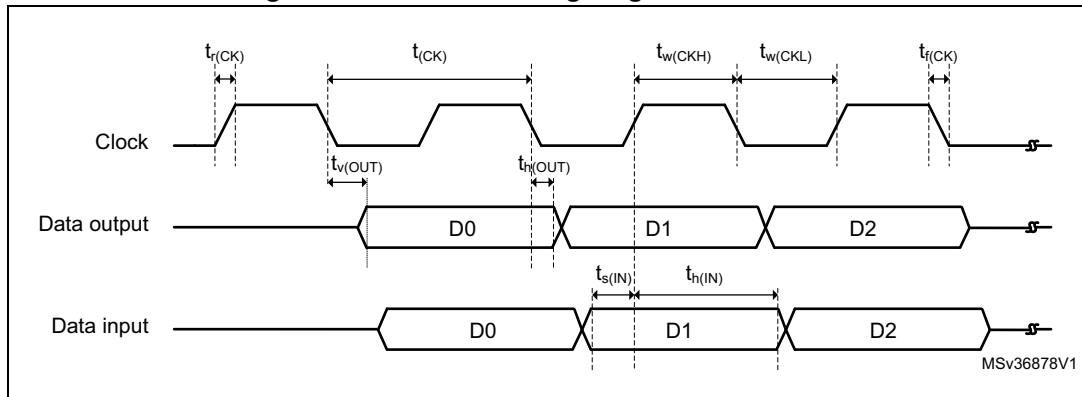 tr(CK) t(CK) tw(CKH) tw(CKL) tf(CK)
Clock
tv(OUT) th(OUT)
Data output D0 D1 D2
ts(IN) th(IN)
Data input D0 D1 D2
MSv36878V1